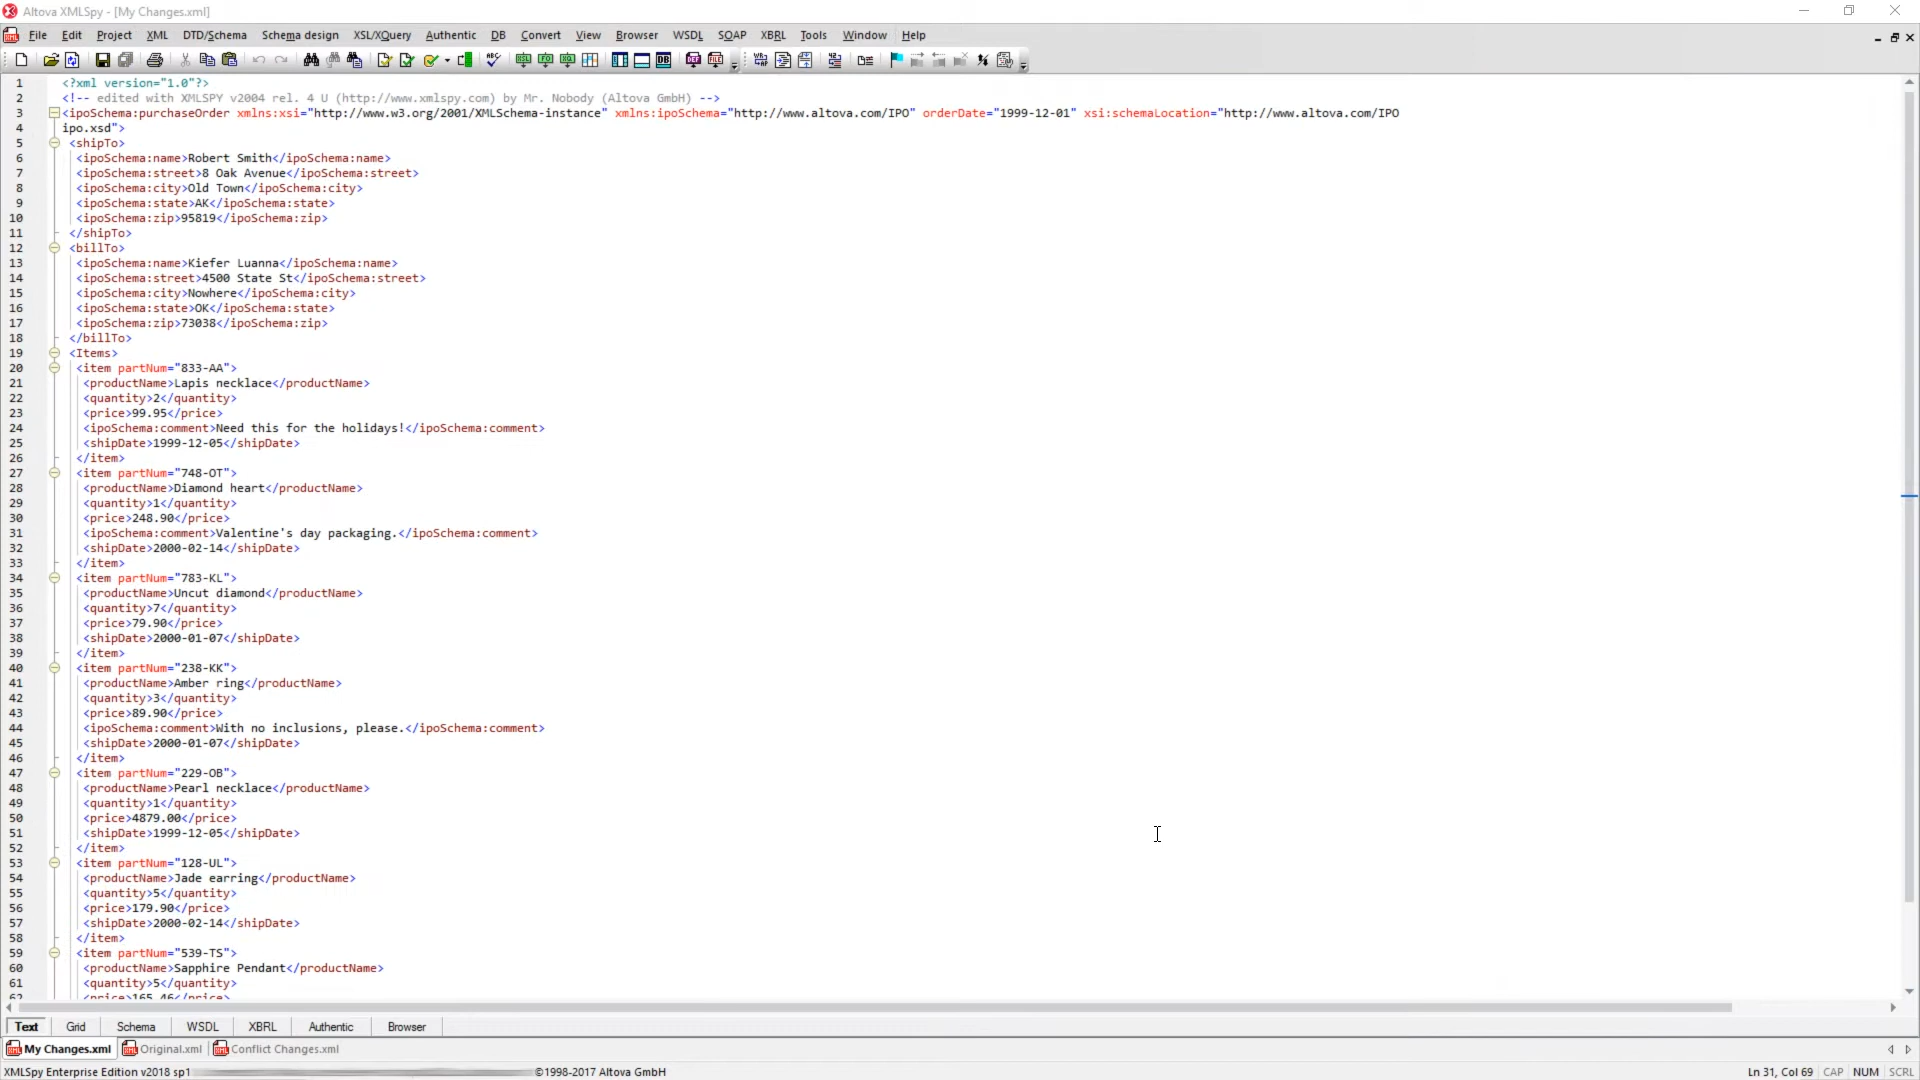 Altova XMLSpy - [My Changes.xml]
File Edit Project XML DTD/Schema Schema design XSL/XQuery Authentic DB Convert View Browser WSDL SOAP XBRL Tools Window Help
1 <?xml version="1.0"?>
2 <!-- edited with XMLSPY v2004 rel. 4 U (http://www.xmlspy.com) by Mr. Nobody (Altova GmbH) -->
3 <ipoSchema:purchaseOrder xmlns:xsi="http://www.w3.org/2001/XMLSchema-instance" xmlns:ipoSchema="http://www.altova.com/IPO" orderDate="1999-12-01" xsi:schemaLocation="http://www.altova.com/IPO
4 ipo.xsd">
5 <shipTo>
6 <ipoSchema:name>Robert Smith</ipoSchema:name>
7 <ipoSchema:street>8 Oak Avenue</ipoSchema:street>
8 <ipoSchema:city>Old Town</ipoSchema:city>
9 <ipoSchema:state>AK</ipoSchema:state>
10 <ipoSchema:zip>95819</ipoSchema:zip>
11 </shipTo>
12 <billTo>
13 <ipoSchema:name>Kiefer Luanna</ipoSchema:name>
14 <ipoSchema:street>4500 State St</ipoSchema:street>
15 <ipoSchema:city>Nowhere</ipoSchema:city>
16 <ipoSchema:state>OK</ipoSchema:state>
17 <ipoSchema:zip>73038</ipoSchema:zip>
18 </billTo>
19 <Items>
20 <item partNum="833-AA">
21 <productName>Lapis necklace</productName>
22 <quantity>2</quantity>
23 <price>99.95</price>
24 <ipoSchema:comment>Need this for the holidays!</ipoSchema:comment>
25 <shipDate>1999-12-05</shipDate>
26 </item>
27 <item partNum="748-OT">
28 <productName>Diamond heart</productName>
29 <quantity>1</quantity>
30 <price>248.90</price>
31 <ipoSchema:comment>Valentine's day packaging.</ipoSchema:comment>
32 <shipDate>2000-02-14</shipDate>
33 </item>
34 <item partNum="783-KL">
35 <productName>Uncut diamond</productName>
36 <quantity>7</quantity>
37 <price>79.90</price>
38 <shipDate>2000-01-07</shipDate>
39 </item>
40 <item partNum="238-KK">
41 <productName>Amber ring</productName>
42 <quantity>3</quantity>
43 <price>89.90</price>
44 <ipoSchema:comment>With no inclusions, please.</ipoSchema:comment>
45 <shipDate>2000-01-07</shipDate>
46 </item>
47 <item partNum="229-OB">
48 <productName>Pearl necklace</productName>
49 <quantity>1</quantity>
50 <price>4879.00</price>
51 <shipDate>1999-12-05</shipDate>
52 </item>
53 <item partNum="128-UL">
54 <productName>Jade earring</productName>
55 <quantity>5</quantity>
56 <price>179.90</price>
57 <shipDate>2000-02-14</shipDate>
58 </item>
59 <item partNum="539-TS">
60 <productName>Sapphire Pendant</productName>
61 <quantity>5</quantity>
62 <price>165.46</price>
Text Grid Schema WSDL XBRL Authentic Browser
My Changes.xml Original.xml Conflict Changes.xml
XMLSpy Enterprise Edition v2018 sp1 ©1998-2017 Altova GmbH Ln 31, Col 69 CAP NUM SCRL